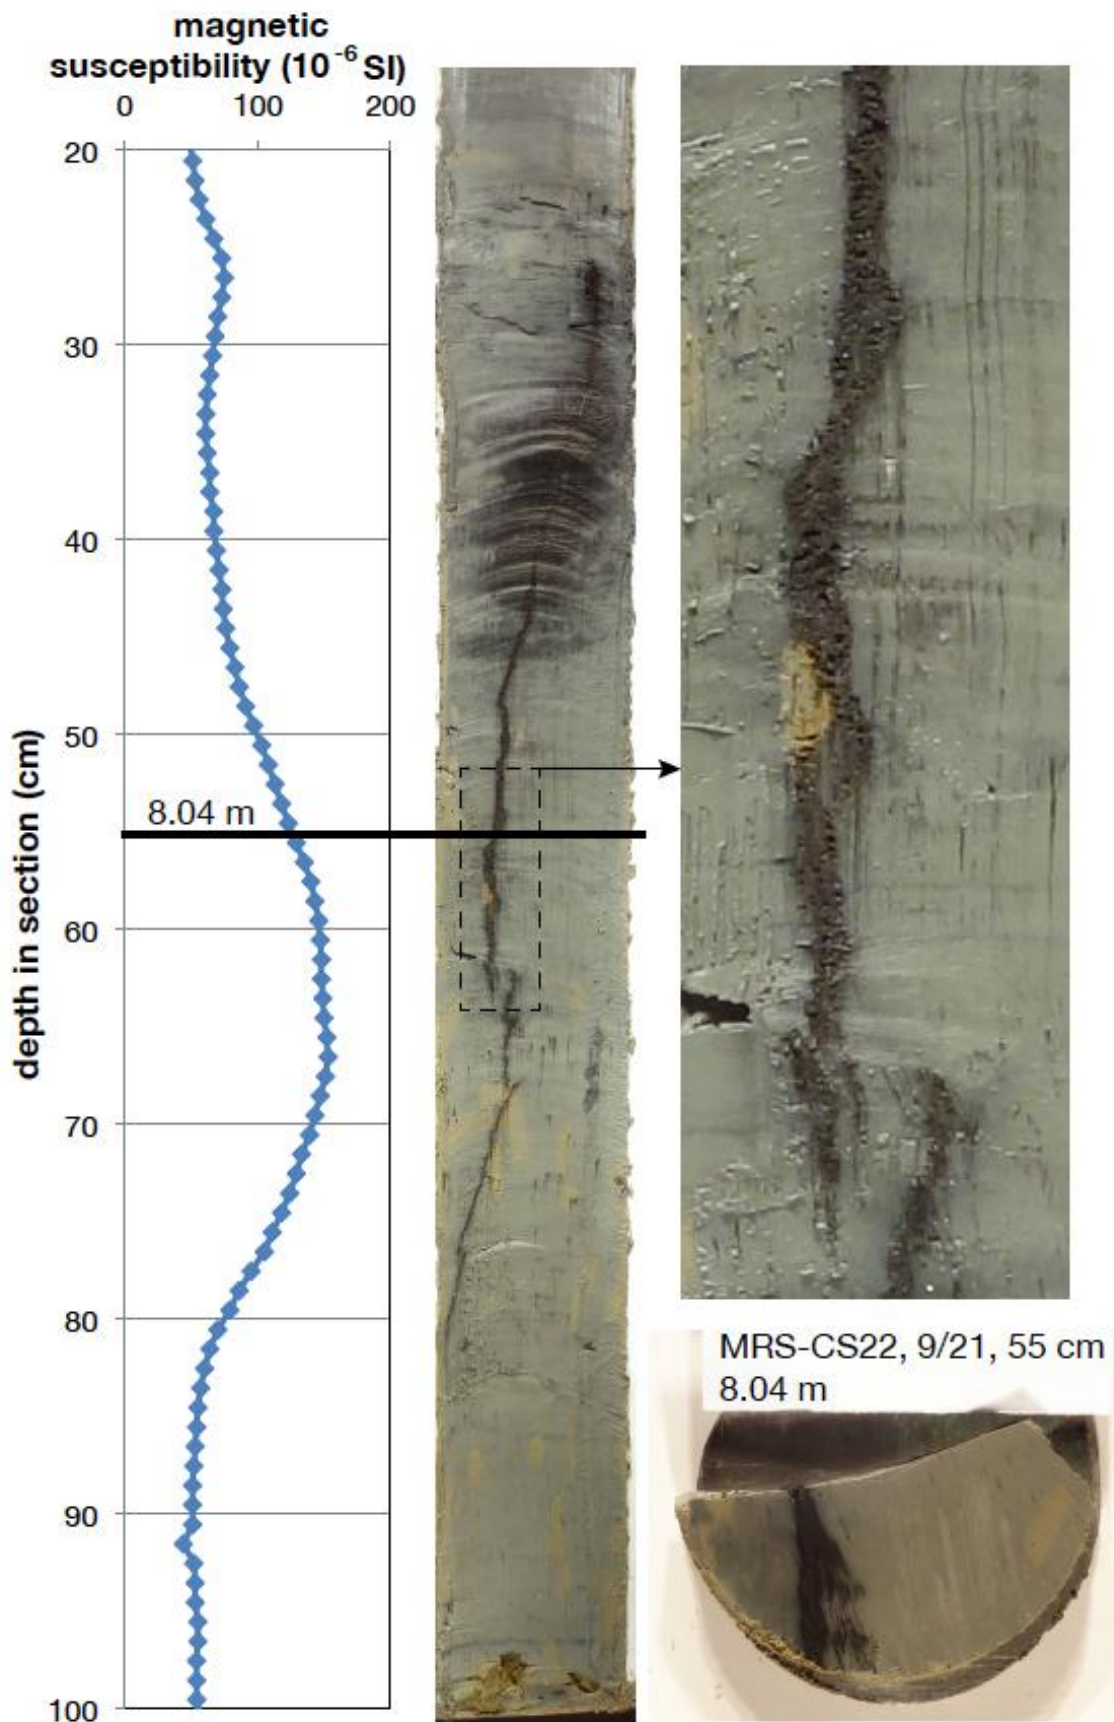 magnetic
susceptibility (10⁻⁶ SI)
0 100 200
20
30
40
50
60
70
80
90
100
depth in section (cm)
8.04 m
MRS-CS22, 9/21, 55 cm
8.04 m